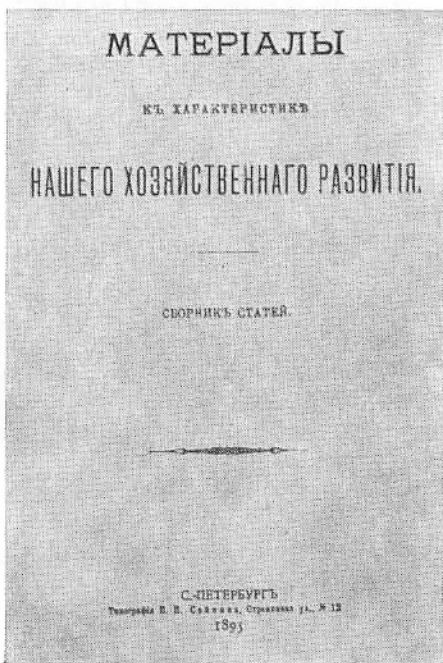 МАТЕРІАЛЫ
КЪ ХАРАКТЕРИСТИКѢ
НАШЕГО ХОЗЯЙСТВЕННАГО РАЗВИТІЯ.
СБОРНИКЪ СТАТЕЙ.
С.-ПЕТЕРБУРГЪ
Типографія П. П. Сойкина, Стремянная ул., № 12
1895